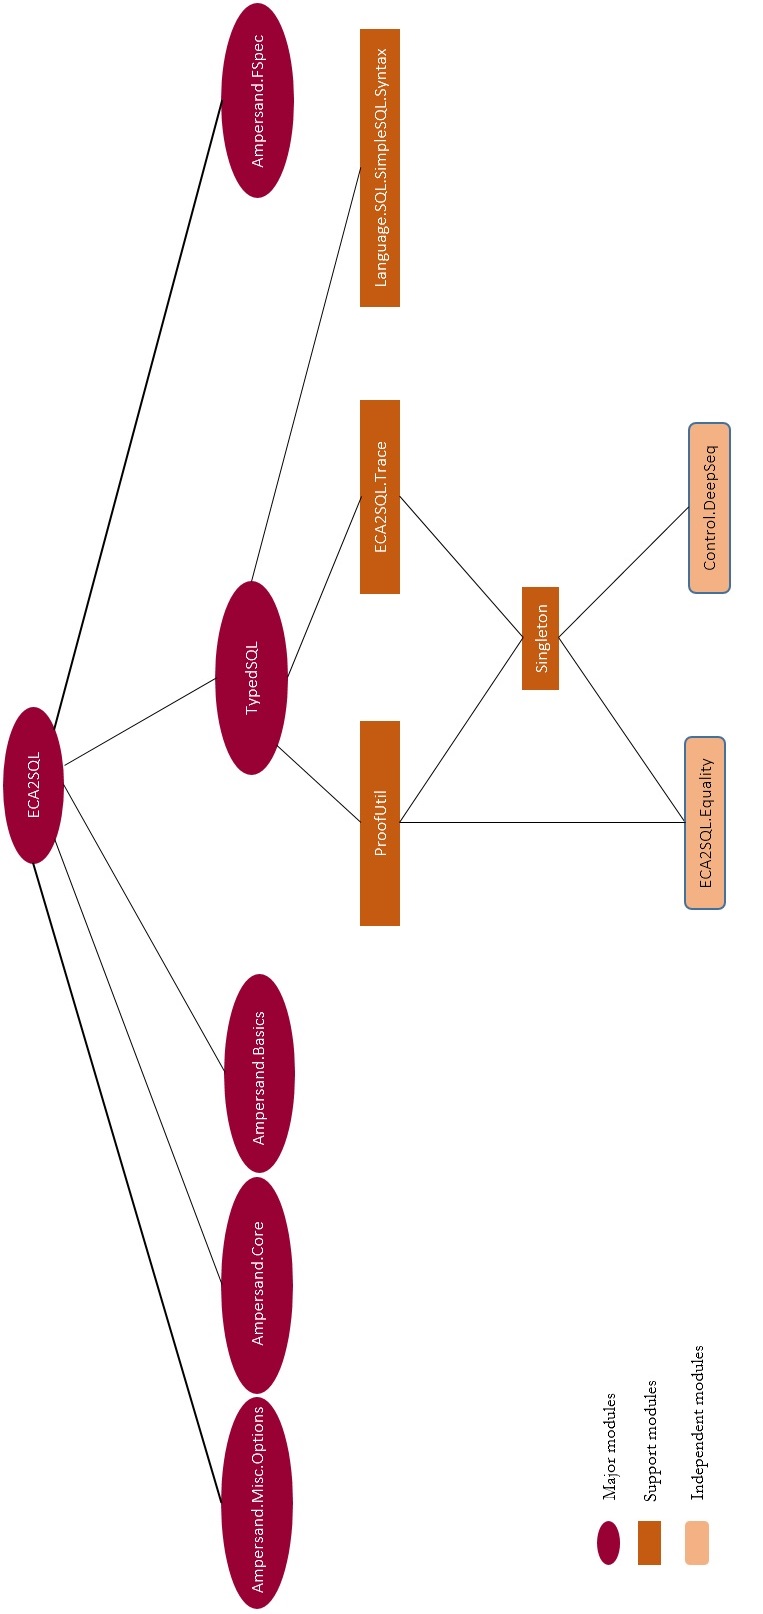 ECA2SQL
Ampersand.Misc.Options
Ampersand.Core
Ampersand.Basics
TypedSQL
Ampersand.FSpec
ProofUtil
ECA2SQL.Trace
Language.SQL.SimpleSQL.Syntax
Singleton
ECA2SQL.Equality
Control.DeepSeq
Major modules
Support modules
Independent modules